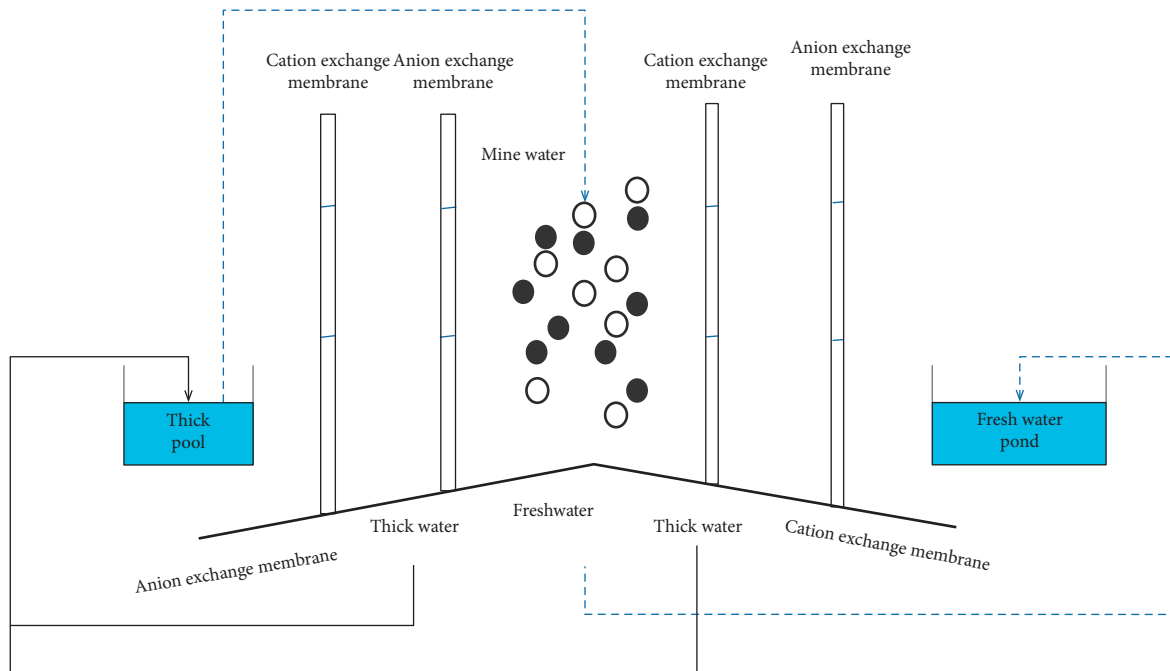 Cation exchange
membrane
Anion exchange
membrane
Cation exchange
membrane
Anion exchange
membrane
Mine water
Thick
pool
Fresh water
pond
Freshwater
Thick water
Thick water
Anion exchange membrane
Cation exchange membrane